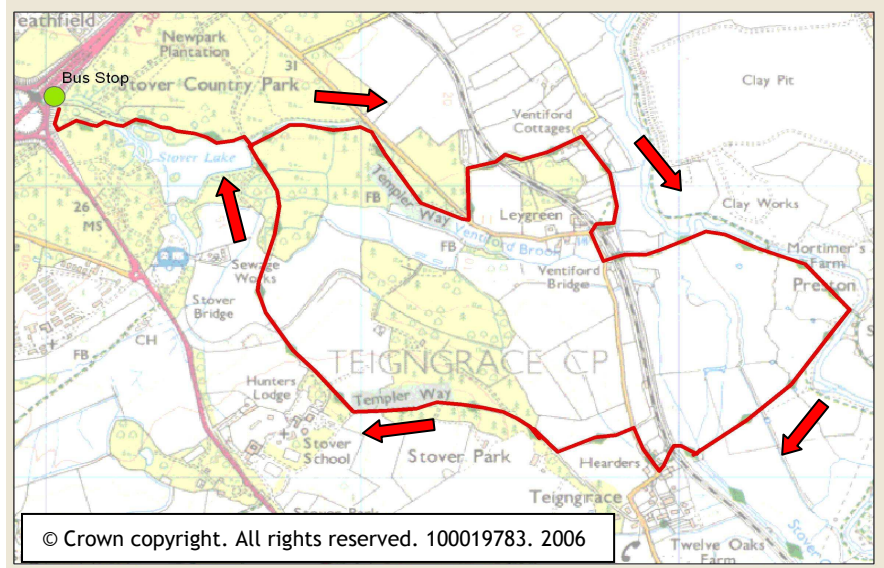 eathfield
A 38
Newpark
Plantation
31
Bus Stop
tover Country Park
Clay Pit
Ventiford
Cottages
Stover Lake
Templer Way
FB
Leygreen
Clay Works
26
MS
FB
Ventiford Brook
Mortimer's
Farm
Preston
Sewage
Works
Ventiford
Bridge
Stover
Bridge
CH
FB
TEIGNGRACE CP
Hunters
Lodge
Templer Way
Stover
School
Stover Park
Hearders
Teigngrace
Stover
Twelve Oaks
Farm
© Crown copyright. All rights reserved. 100019783. 2006